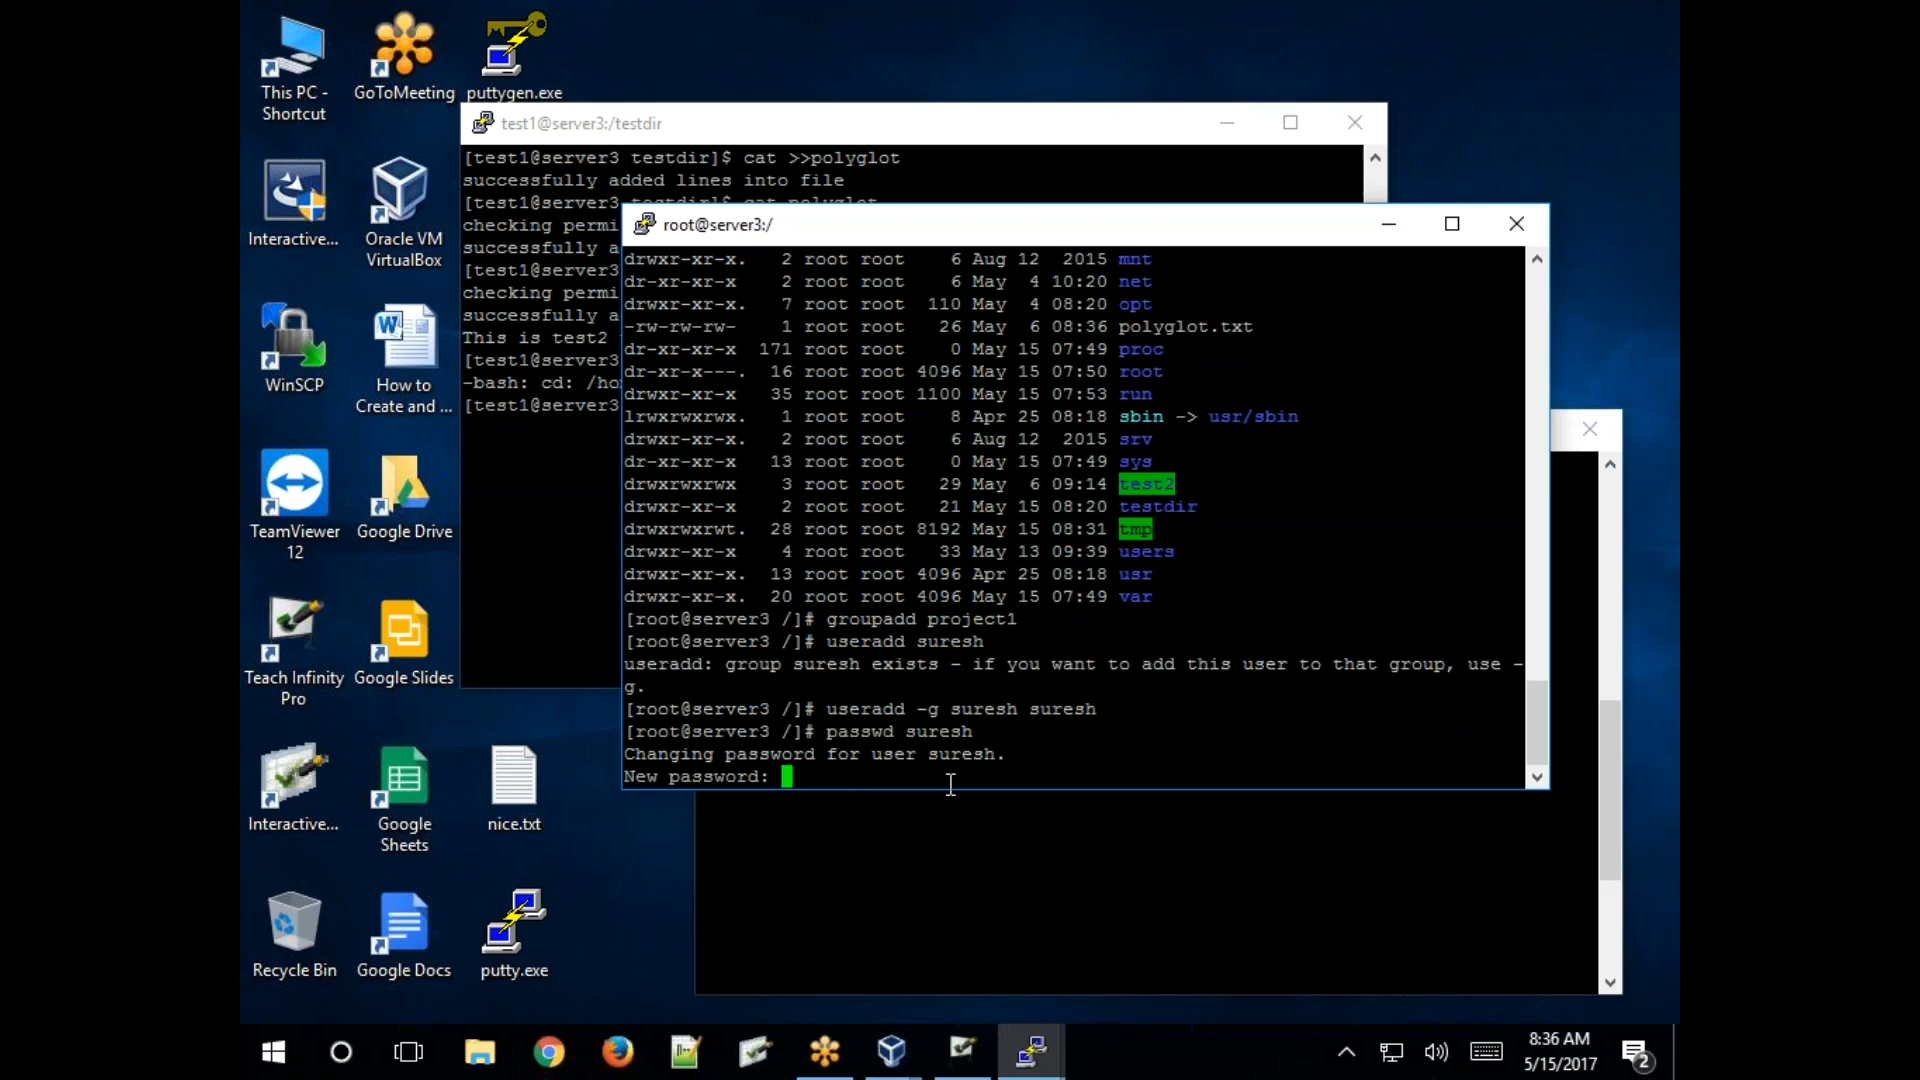 This PC -
Shortcut
GoToMeeting
puttygen.exe
Interactive...
Oracle VM
VirtualBox
WinSCP
How to
Create and ...
TeamViewer
12
Google Drive
Teach Infinity
Pro
Google Slides
Interactive...
Google
Sheets
nice.txt
Recycle Bin
Google Docs
putty.exe
test1@server3:/testdir
[test1@server3 testdir]$ cat >>polyglot
successfully added lines into file
[test1@server3 testdir]$ cat polyglot
checking permi
successfully a
[test1@server3
checking permi
successfully a
This is test2
[test1@server3
-bash: cd: /ho
[test1@server3
root@server3:/
drwxr-xr-x.   2 root root    6 Aug 12  2015 mnt
dr-xr-xr-x    2 root root    6 May  4 10:20 net
drwxr-xr-x.   7 root root  110 May  4 08:20 opt
-rw-rw-rw-    1 root root   26 May  6 08:36 polyglot.txt
dr-xr-xr-x  171 root root    0 May 15 07:49 proc
dr-xr-x---.  16 root root 4096 May 15 07:50 root
drwxr-xr-x   35 root root 1100 May 15 07:53 run
lrwxrwxrwx.   1 root root    8 Apr 25 08:18 sbin -> usr/sbin
drwxr-xr-x.   2 root root    6 Aug 12  2015 srv
dr-xr-xr-x   13 root root    0 May 15 07:49 sys
drwxrwxrwx    3 root root   29 May  6 09:14 test2
drwxr-xr-x    2 root root   21 May 15 08:20 testdir
drwxrwxrwt.  28 root root 8192 May 15 08:31 tmp
drwxr-xr-x    4 root root   33 May 13 09:39 users
drwxr-xr-x.  13 root root 4096 Apr 25 08:18 usr
drwxr-xr-x.  20 root root 4096 May 15 07:49 var
[root@server3 /]# groupadd project1
[root@server3 /]# useradd suresh
useradd: group suresh exists - if you want to add this user to that group, use -
g.
[root@server3 /]# useradd -g suresh suresh
[root@server3 /]# passwd suresh
Changing password for user suresh.
New password:
8:36 AM
5/15/2017
2